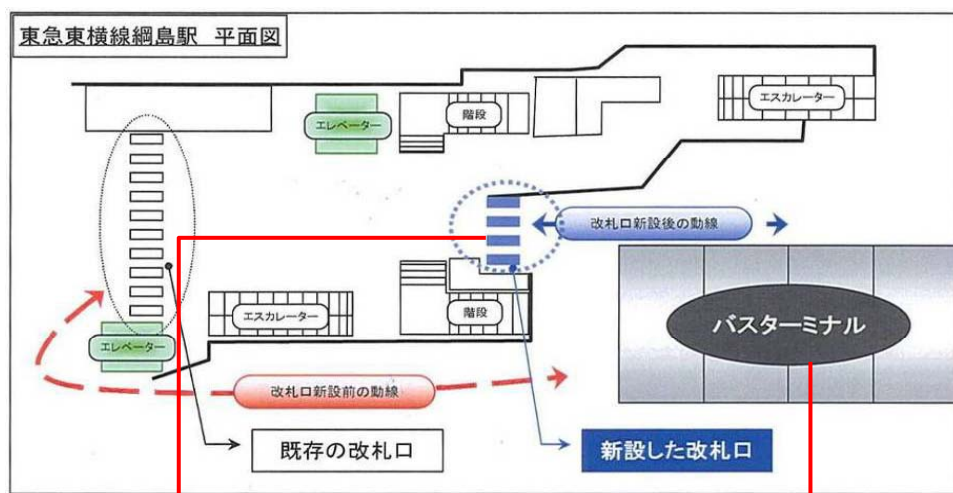 東急東横線綱島駅 平面図
エスカレーター
階段
エレベーター
改札口新設後の動線
エスカレーター
階段
バスターミナル
エレベーター
改札口新設前の動線
既存の改札口
新設した改札口